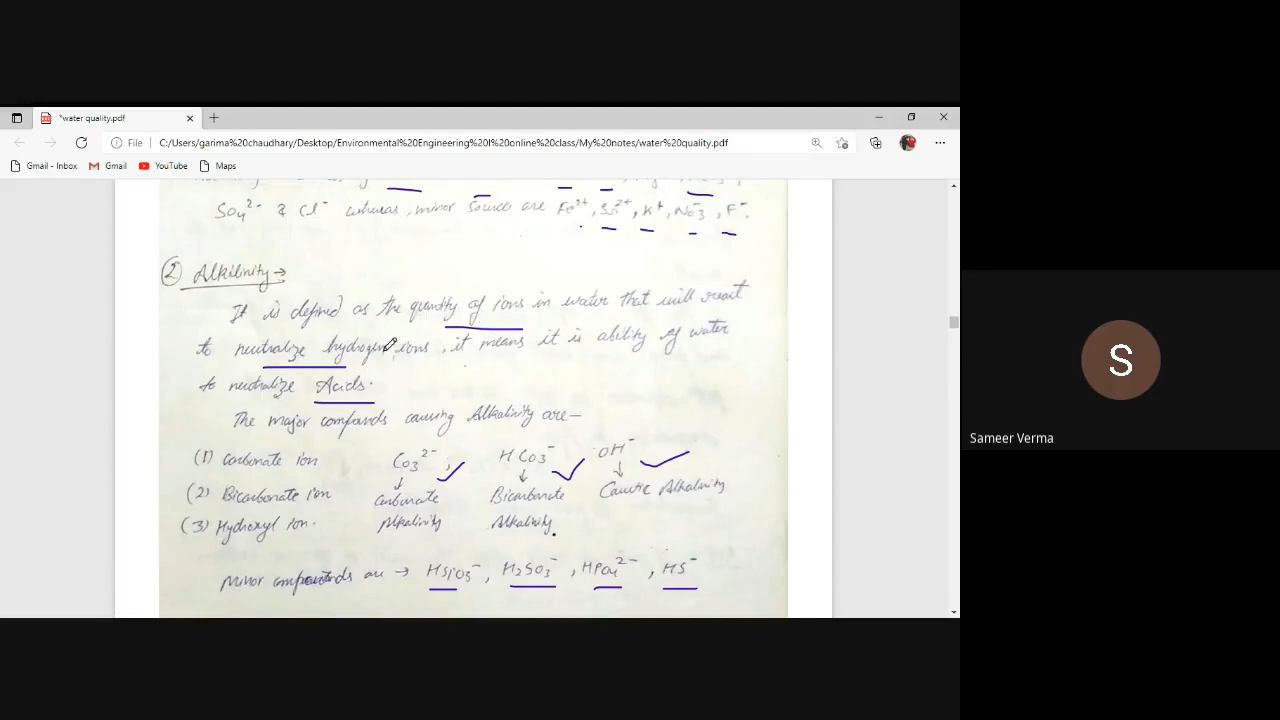 *water quality.pdf
File
C:/Users/garima%20chaudhary/Desktop/Environmental%20Engineering%20I%20online%20class/My%20notes/water%20quality.pdf
Gmail - Inbox Gmail YouTube Maps
SO4²⁻ & Cl⁻ whereas, minor source are Fe²⁺, Sr²⁺, K⁺, NO3⁻, F⁻.
② Alkilinity →
It is defined as the quantity of ions in water that will react
to neutralize hydrogen ions, it means it is ability of water
to neutralize Acids.
The major compounds causing Alkalinity are —
(1) Carbonate ion CO3²⁻, HCO3⁻ OH⁻
↓ ↓ ↓
(2) Bicarbonate ion Carbonate Bicarbonate Caustic Alkalinity
(3) Hydroxyl ion. Alkalinity Alkalinity.
Minor compounds are → HSiO3⁻, H2SO3⁻, HPO4²⁻, HS⁻
S
Sameer Verma